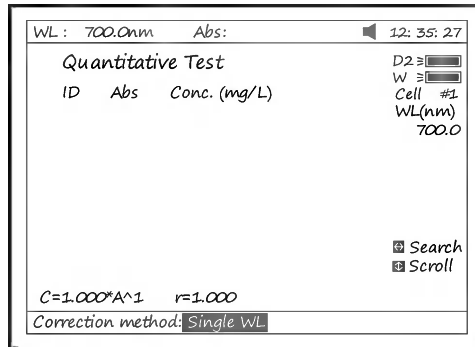 WL: 700.0nm Abs: 12:35:27
Quantitative Test
ID Abs Conc. (mg/L)
D2
W
Cell #1
WL(nm)
700.0
Search
Scroll
C=1.000*A^1 r=1.000
Correction method: Single WL